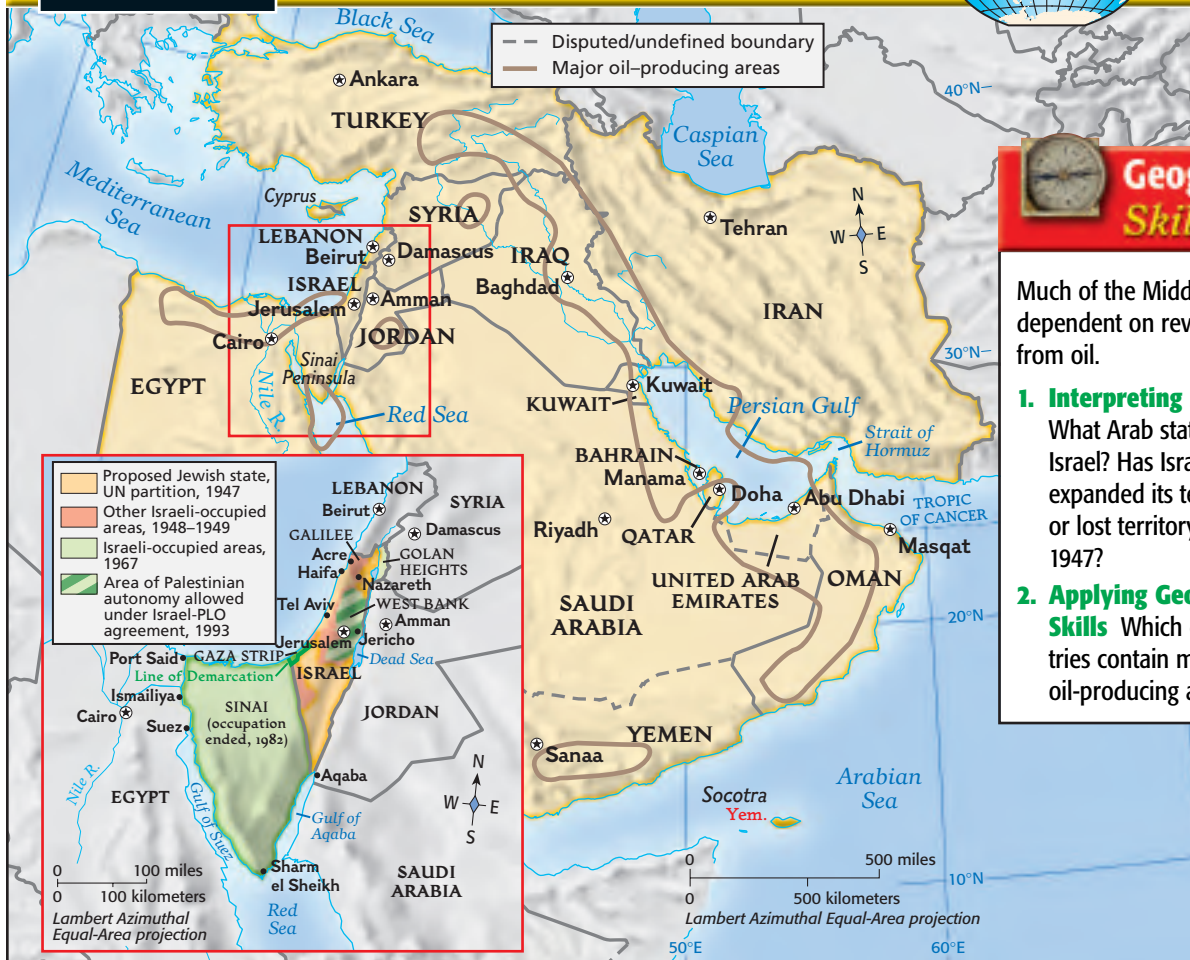 Black Sea
Disputed/undefined boundary
Major oil–producing areas
Ankara
TURKEY
40°N
Caspian
Sea
Mediterranean
Sea
Cyprus
SYRIA
Tehran
N
W E
S
LEBANON
Beirut
Damascus
IRAQ
Baghdad
ISRAEL
Jerusalem
Amman
JORDAN
IRAN
Cairo
Sinai
Peninsula
30°N
EGYPT
Nile R.
Red Sea
Kuwait
KUWAIT
Persian Gulf
Strait of
Hormuz
BAHRAIN
Manama
Doha
Abu Dhabi
TROPIC
OF CANCER
Riyadh
QATAR
Masqat
UNITED ARAB
EMIRATES
OMAN
SAUDI
ARABIA
20°N
YEMEN
Sanaa
Arabian
Sea
Socotra
Yem.
0 500 miles
0 500 kilometers
Lambert Azimuthal Equal-Area projection
10°N
50°E
60°E
Proposed Jewish state,
UN partition, 1947
Other Israeli-occupied
areas, 1948–1949
Israeli-occupied areas,
1967
Area of Palestinian
autonomy allowed
under Israel-PLO
agreement, 1993
LEBANON
Beirut
SYRIA
Damascus
GALILEE
Acre
Haifa
GOLAN
HEIGHTS
Nazareth
Tel Aviv
WEST BANK
Amman
Jerusalem
Jericho
Port Said
GAZA STRIP
Dead Sea
Line of Demarcation
ISRAEL
Ismailiya
Cairo
SINAI
(occupation
ended, 1982)
JORDAN
Suez
Aqaba
N
W E
S
Nile R.
EGYPT
Gulf of Suez
Gulf of
Aqaba
0 100 miles
0 100 kilometers
Lambert Azimuthal
Equal-Area projection
Sharm
el Sheikh
SAUDI
ARABIA
Red
Sea
Geog
Skil
Much of the Midd
dependent on rev
from oil.
1. Interpreting
What Arab stat
Israel? Has Isra
expanded its te
or lost territory
1947?
2. Applying Geo
Skills Which
tries contain m
oil-producing a